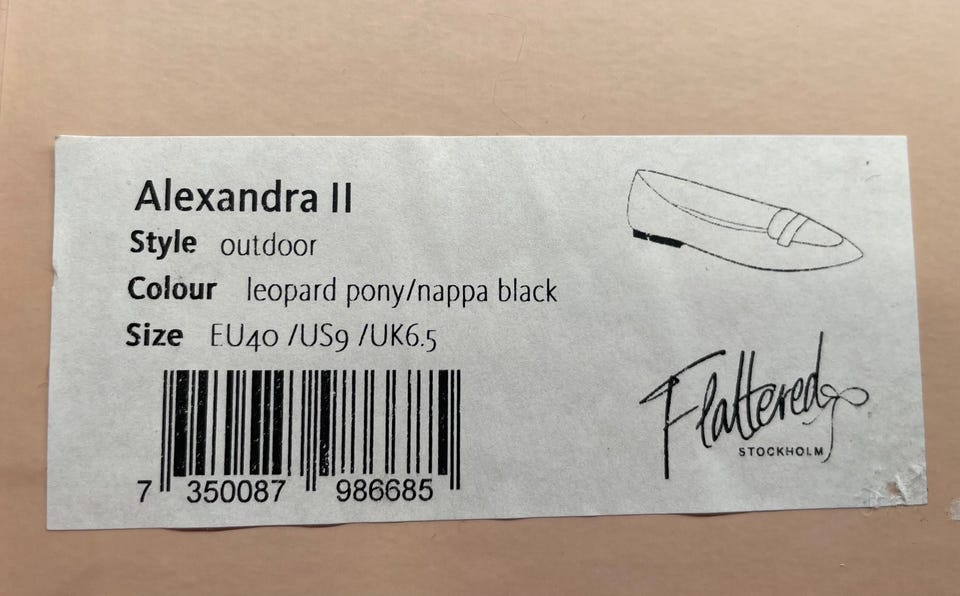 Alexandra II
Style outdoor
Colour leopard pony/nappa black
Size EU40 /US9 /UK6.5
7 350087 986685
Flattered
STOCKHOLM